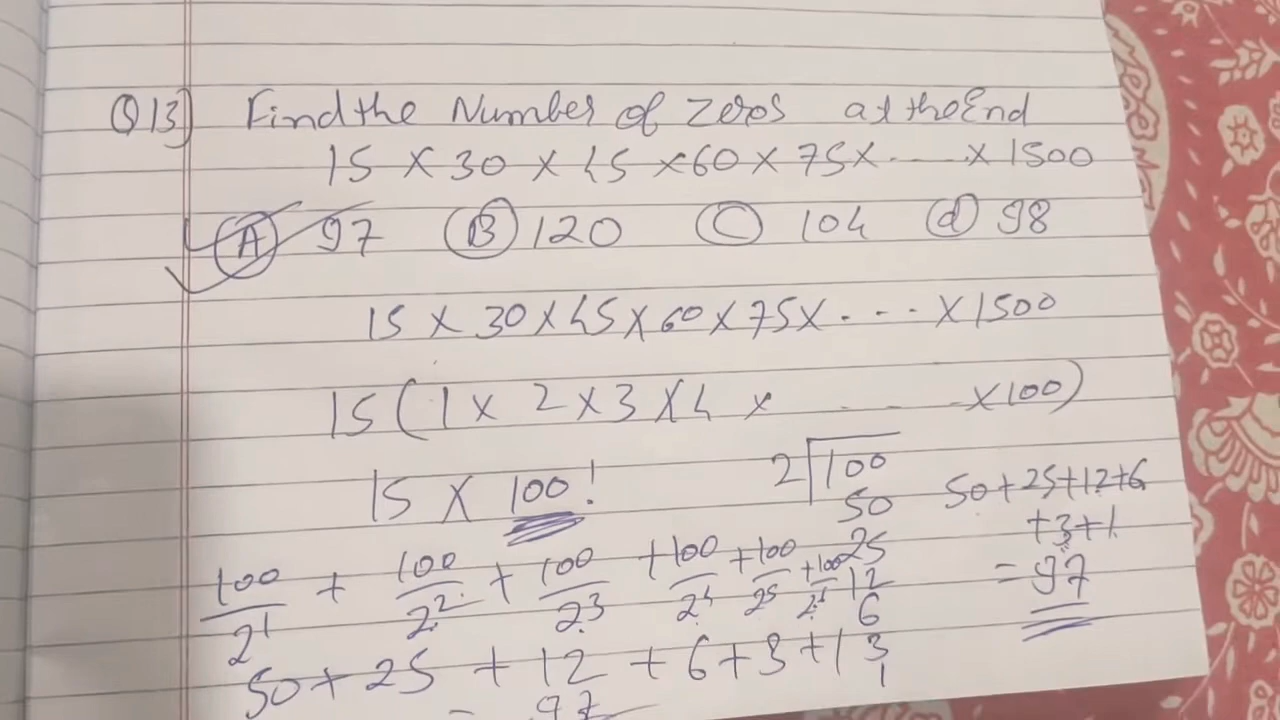 Q13] Find the Number of Zeros at the End
15 × 30 × 45 × 60 × 75 × .... × 1500
A 97 B 120 C 104 d 98
15 × 30 × 45 × 60 × 75 × . . . . × 1500
15 ( 1 × 2 × 3 × 4 × . . . × 100 )
15 × 100 !
2 100
50
25
12
6
3
1
50 + 25 + 12 + 6
+ 3 + 1
= 97
100/2¹ + 100/2² + 100/2³ + 100/2⁴ + 100/2⁵ + 100/2⁶
50 + 25 + 12 + 6 + 3 + 1
= 97